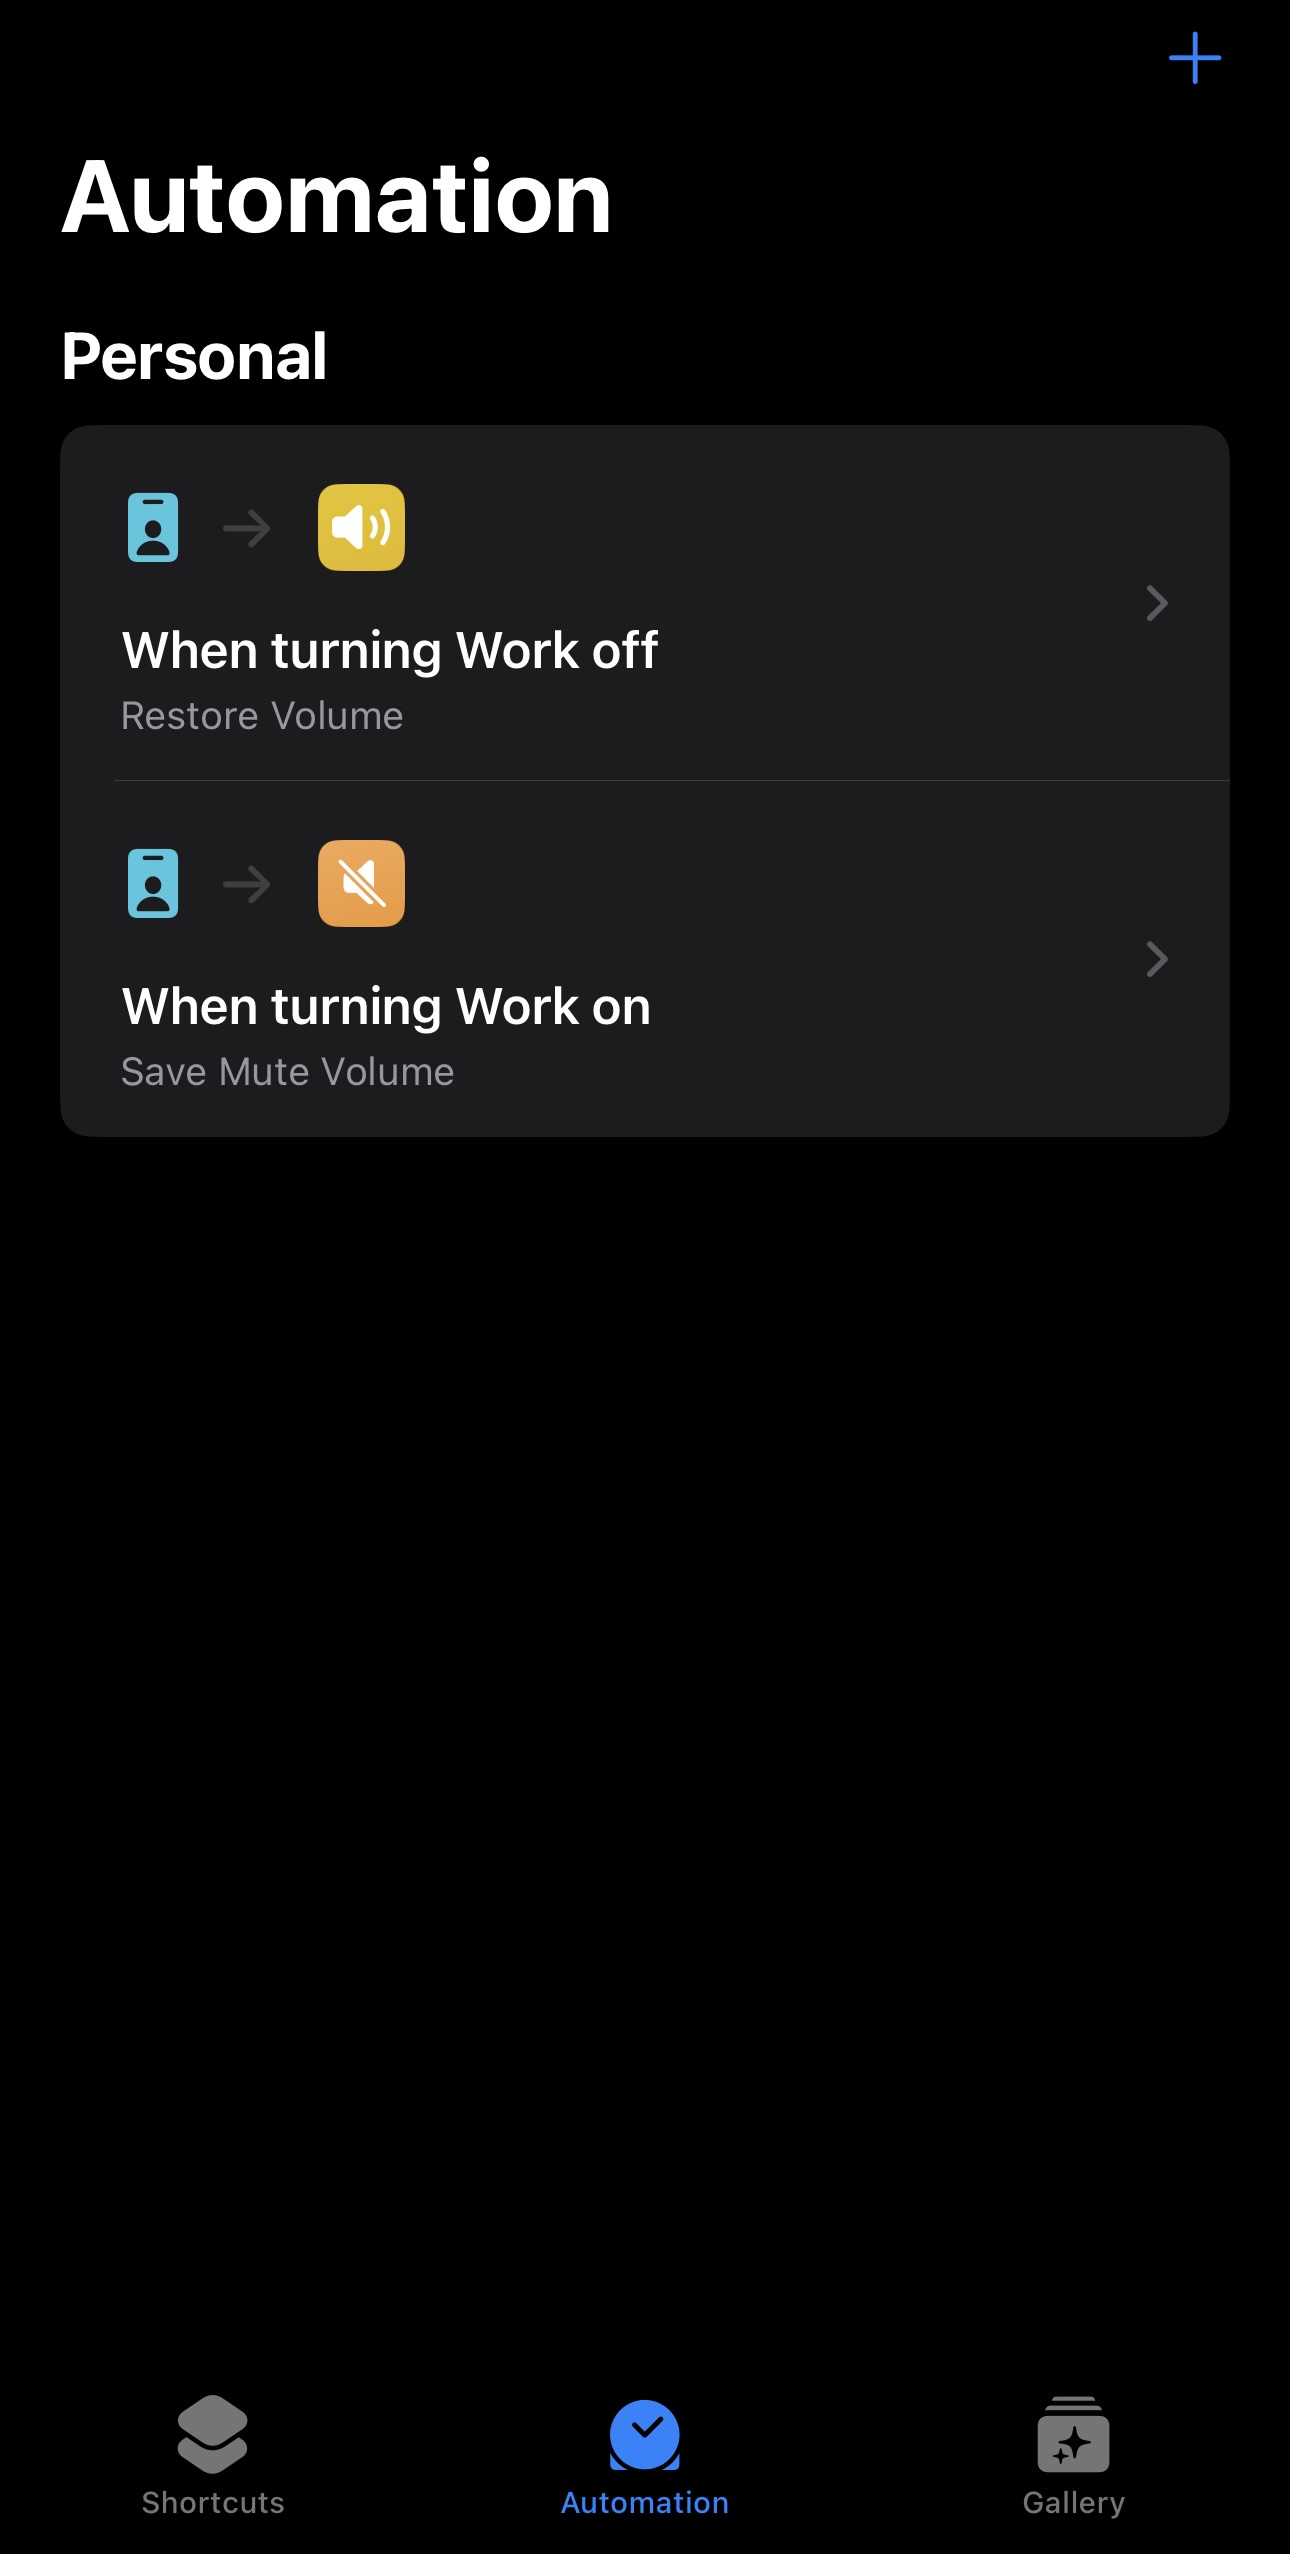 Automation
Personal
When turning Work off
Restore Volume
When turning Work on
Save Mute Volume
Shortcuts
Automation
Gallery